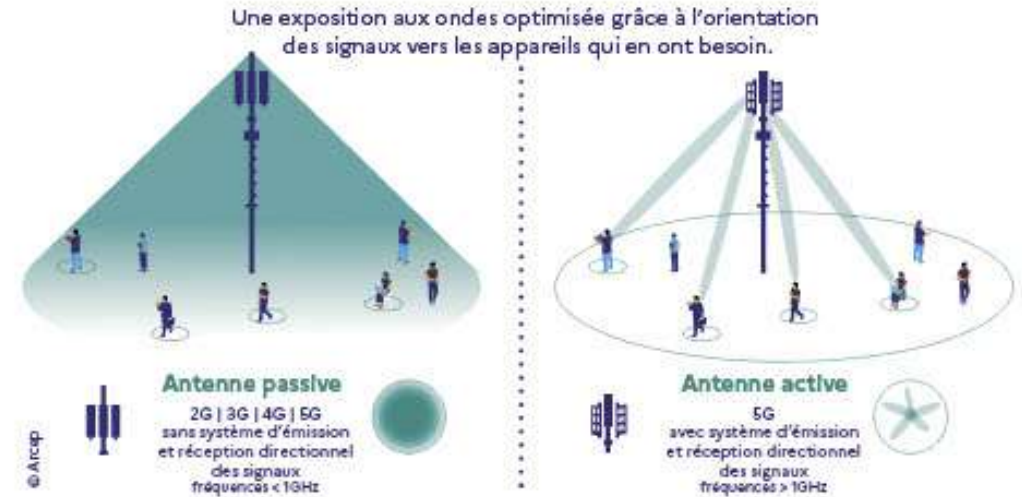 Une exposition aux ondes optimisée grâce à l'orientation
des signaux vers les appareils qui en ont besoin.
Antenne passive
2G | 3G | 4G | 5G
sans système d'émission
et réception directionnel
des signaux
fréquences < 1GHz
Antenne active
5G
avec système d'émission
et réception directionnel
des signaux
fréquences > 1GHz
© Arcep